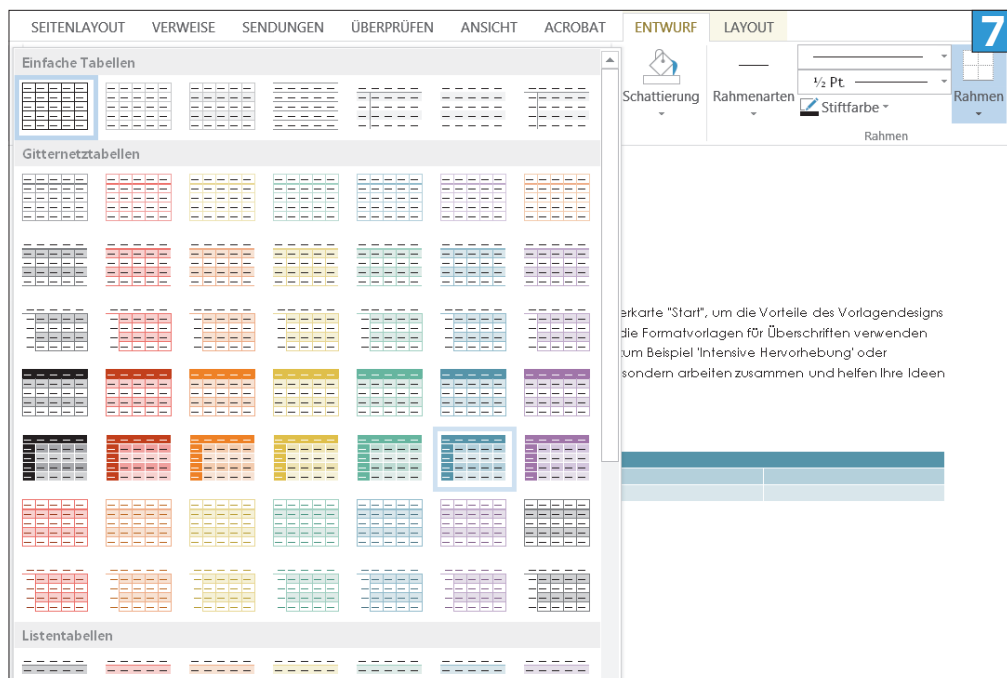 SEITENLAYOUT VERWEISE SENDUNGEN ÜBERPRÜFEN ANSICHT ACROBAT ENTWURF LAYOUT
7
Einfache Tabellen
Gitternetztabellen
Listentabellen
Schattierung
Rahmenarten
½ Pt.
Stiftfarbe
Rahmen
Rahmen
erkarte "Start", um die Vorteile des Vorlagendesigns
die Formatvorlagen für Überschriften verwenden
zum Beispiel 'Intensive Hervorhebung' oder
sondern arbeiten zusammen und helfen Ihre Ideen